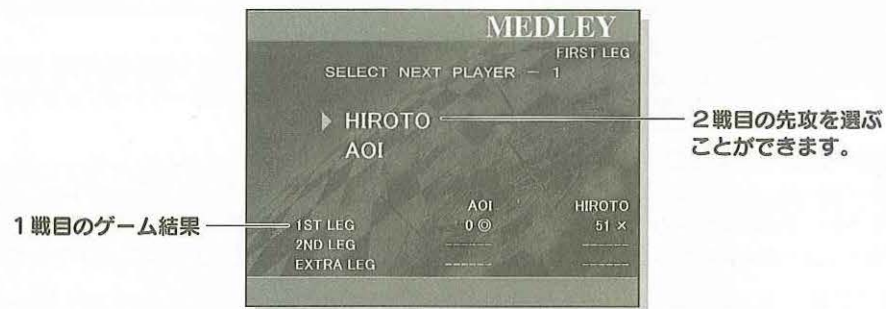 MEDLEY
FIRST LEG
SELECT NEXT PLAYER - 1
HIROTO
AOI
2戦目の先攻を選ぶ
ことができます。
1戦目のゲーム結果
AOI HIROTO
1ST LEG 0 ◎ 51 ×
2ND LEG ------ ------
EXTRA LEG ------ ------